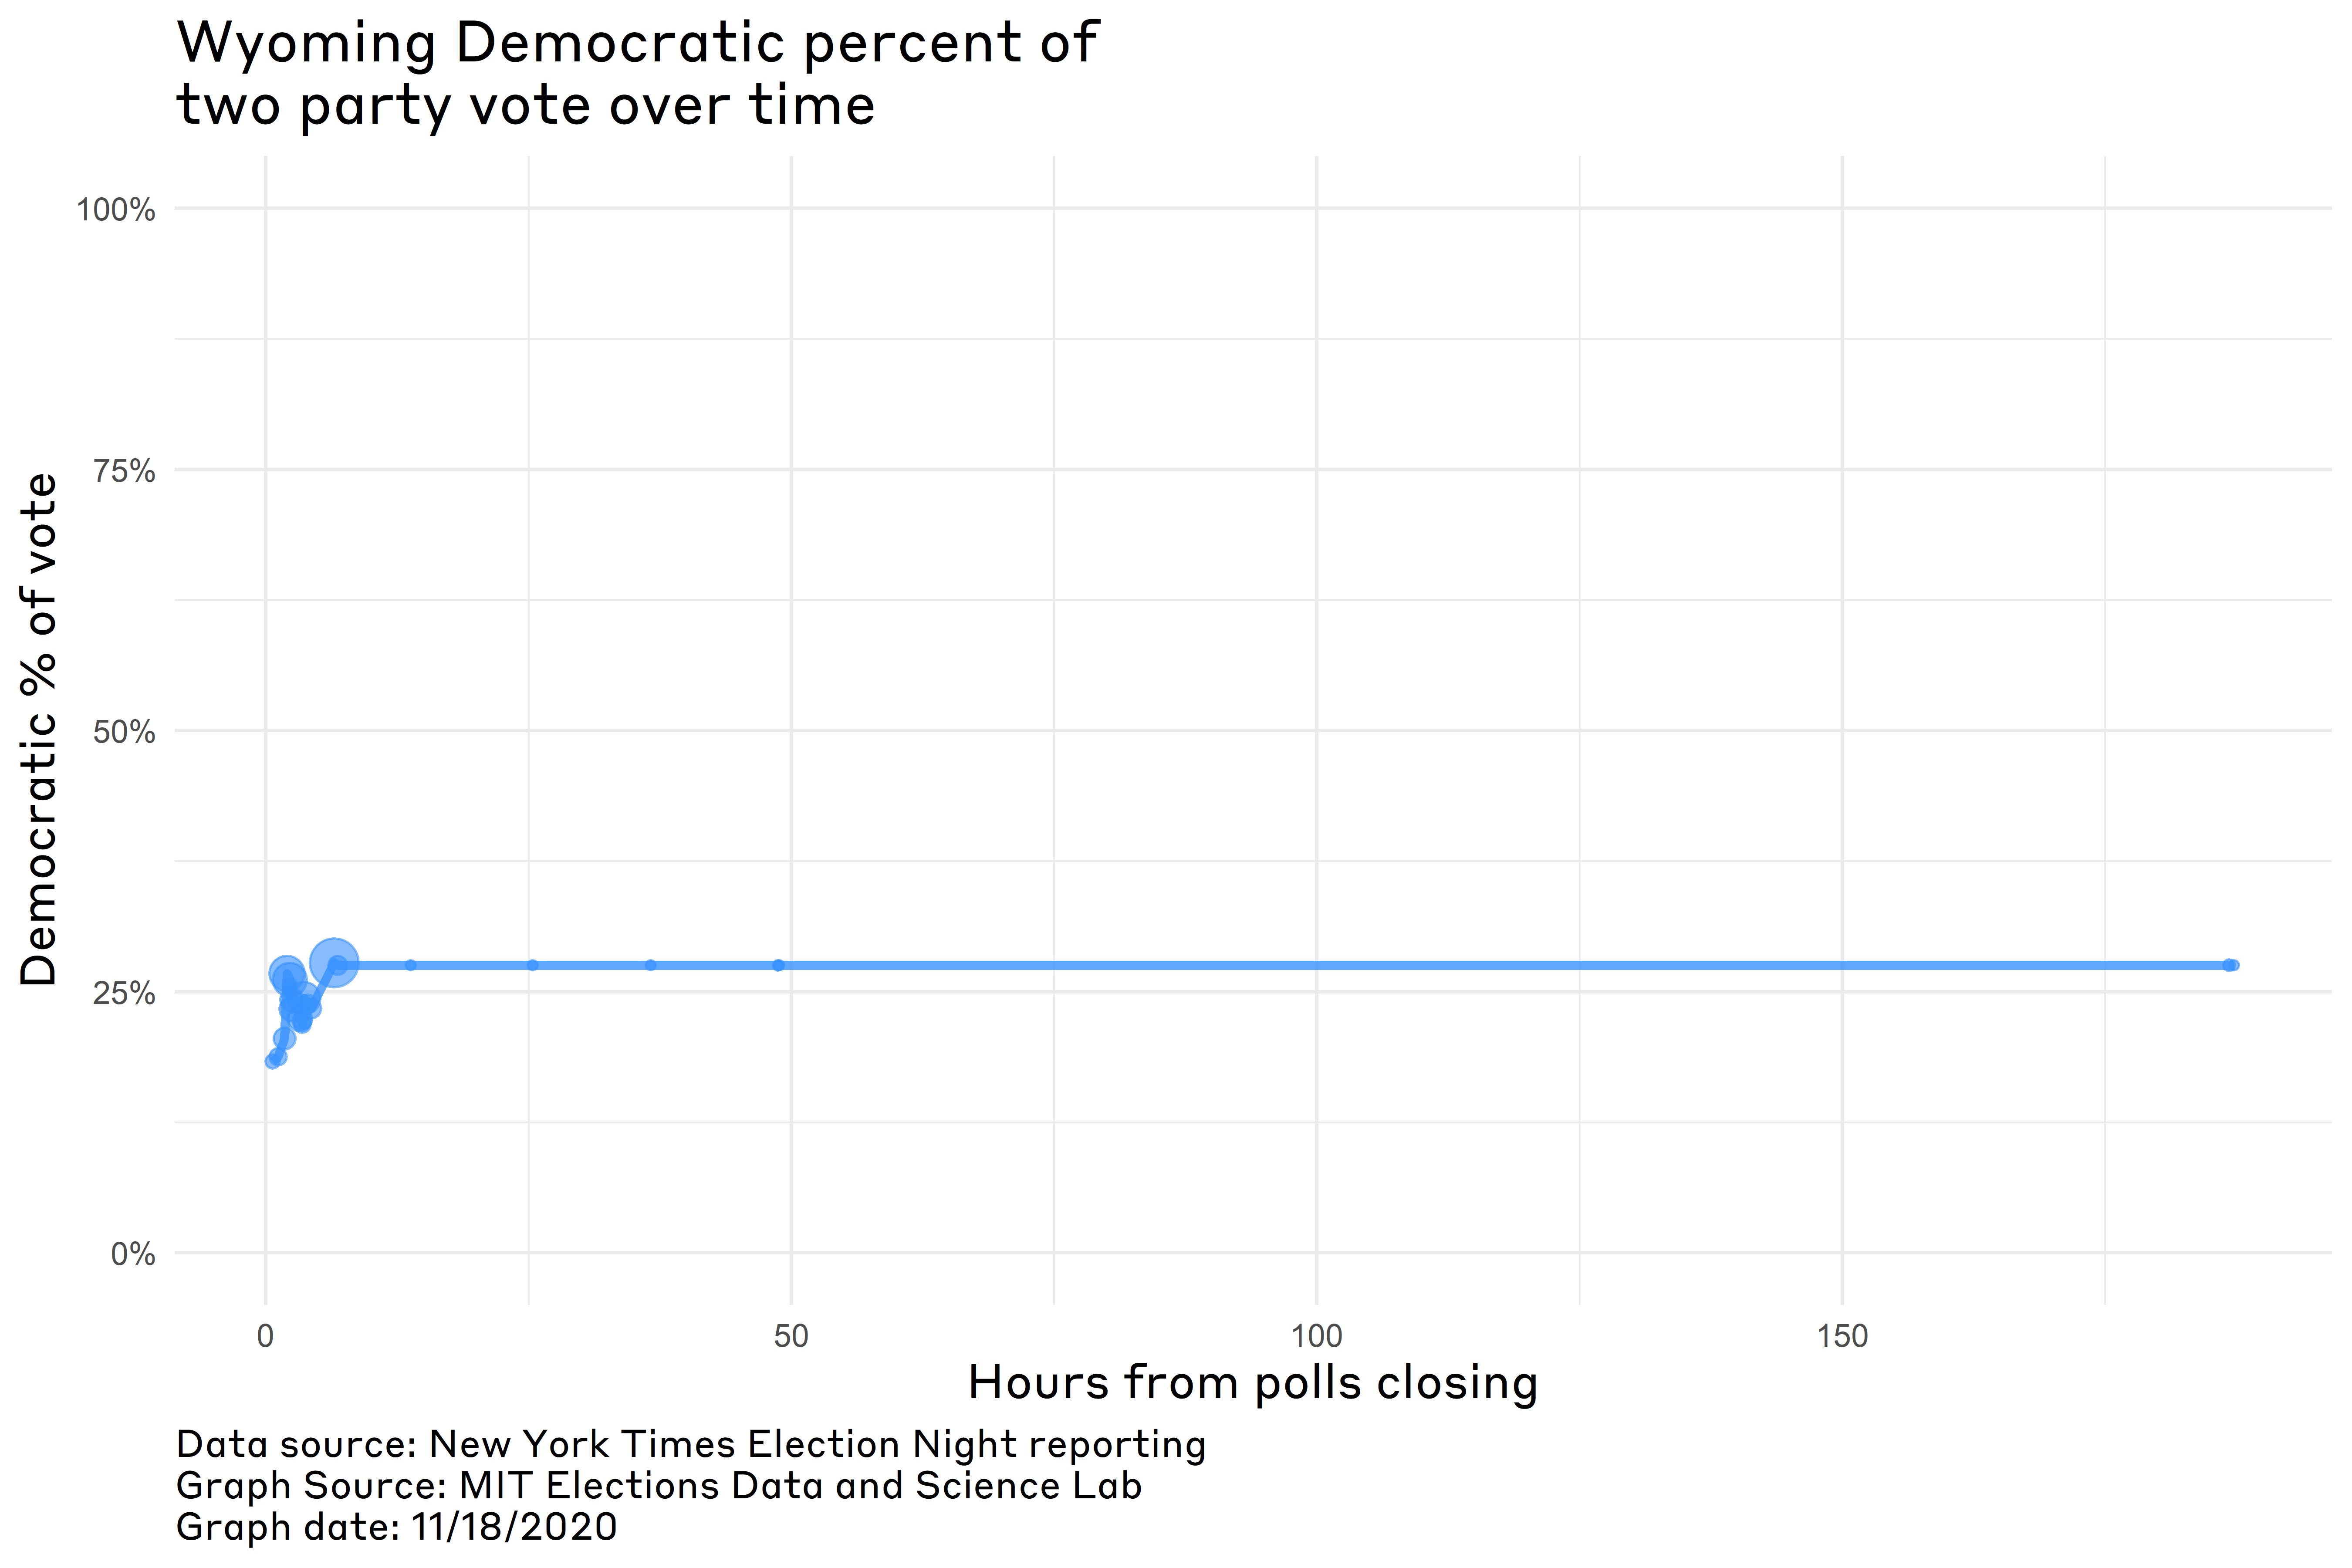 Wyoming Democratic percent of
two party vote over time
Democratic % of vote
100%
75%
50%
25%
0%
0 50 100 150
Hours from polls closing
Data source: New York Times Election Night reporting
Graph Source: MIT Elections Data and Science Lab
Graph date: 11/18/2020